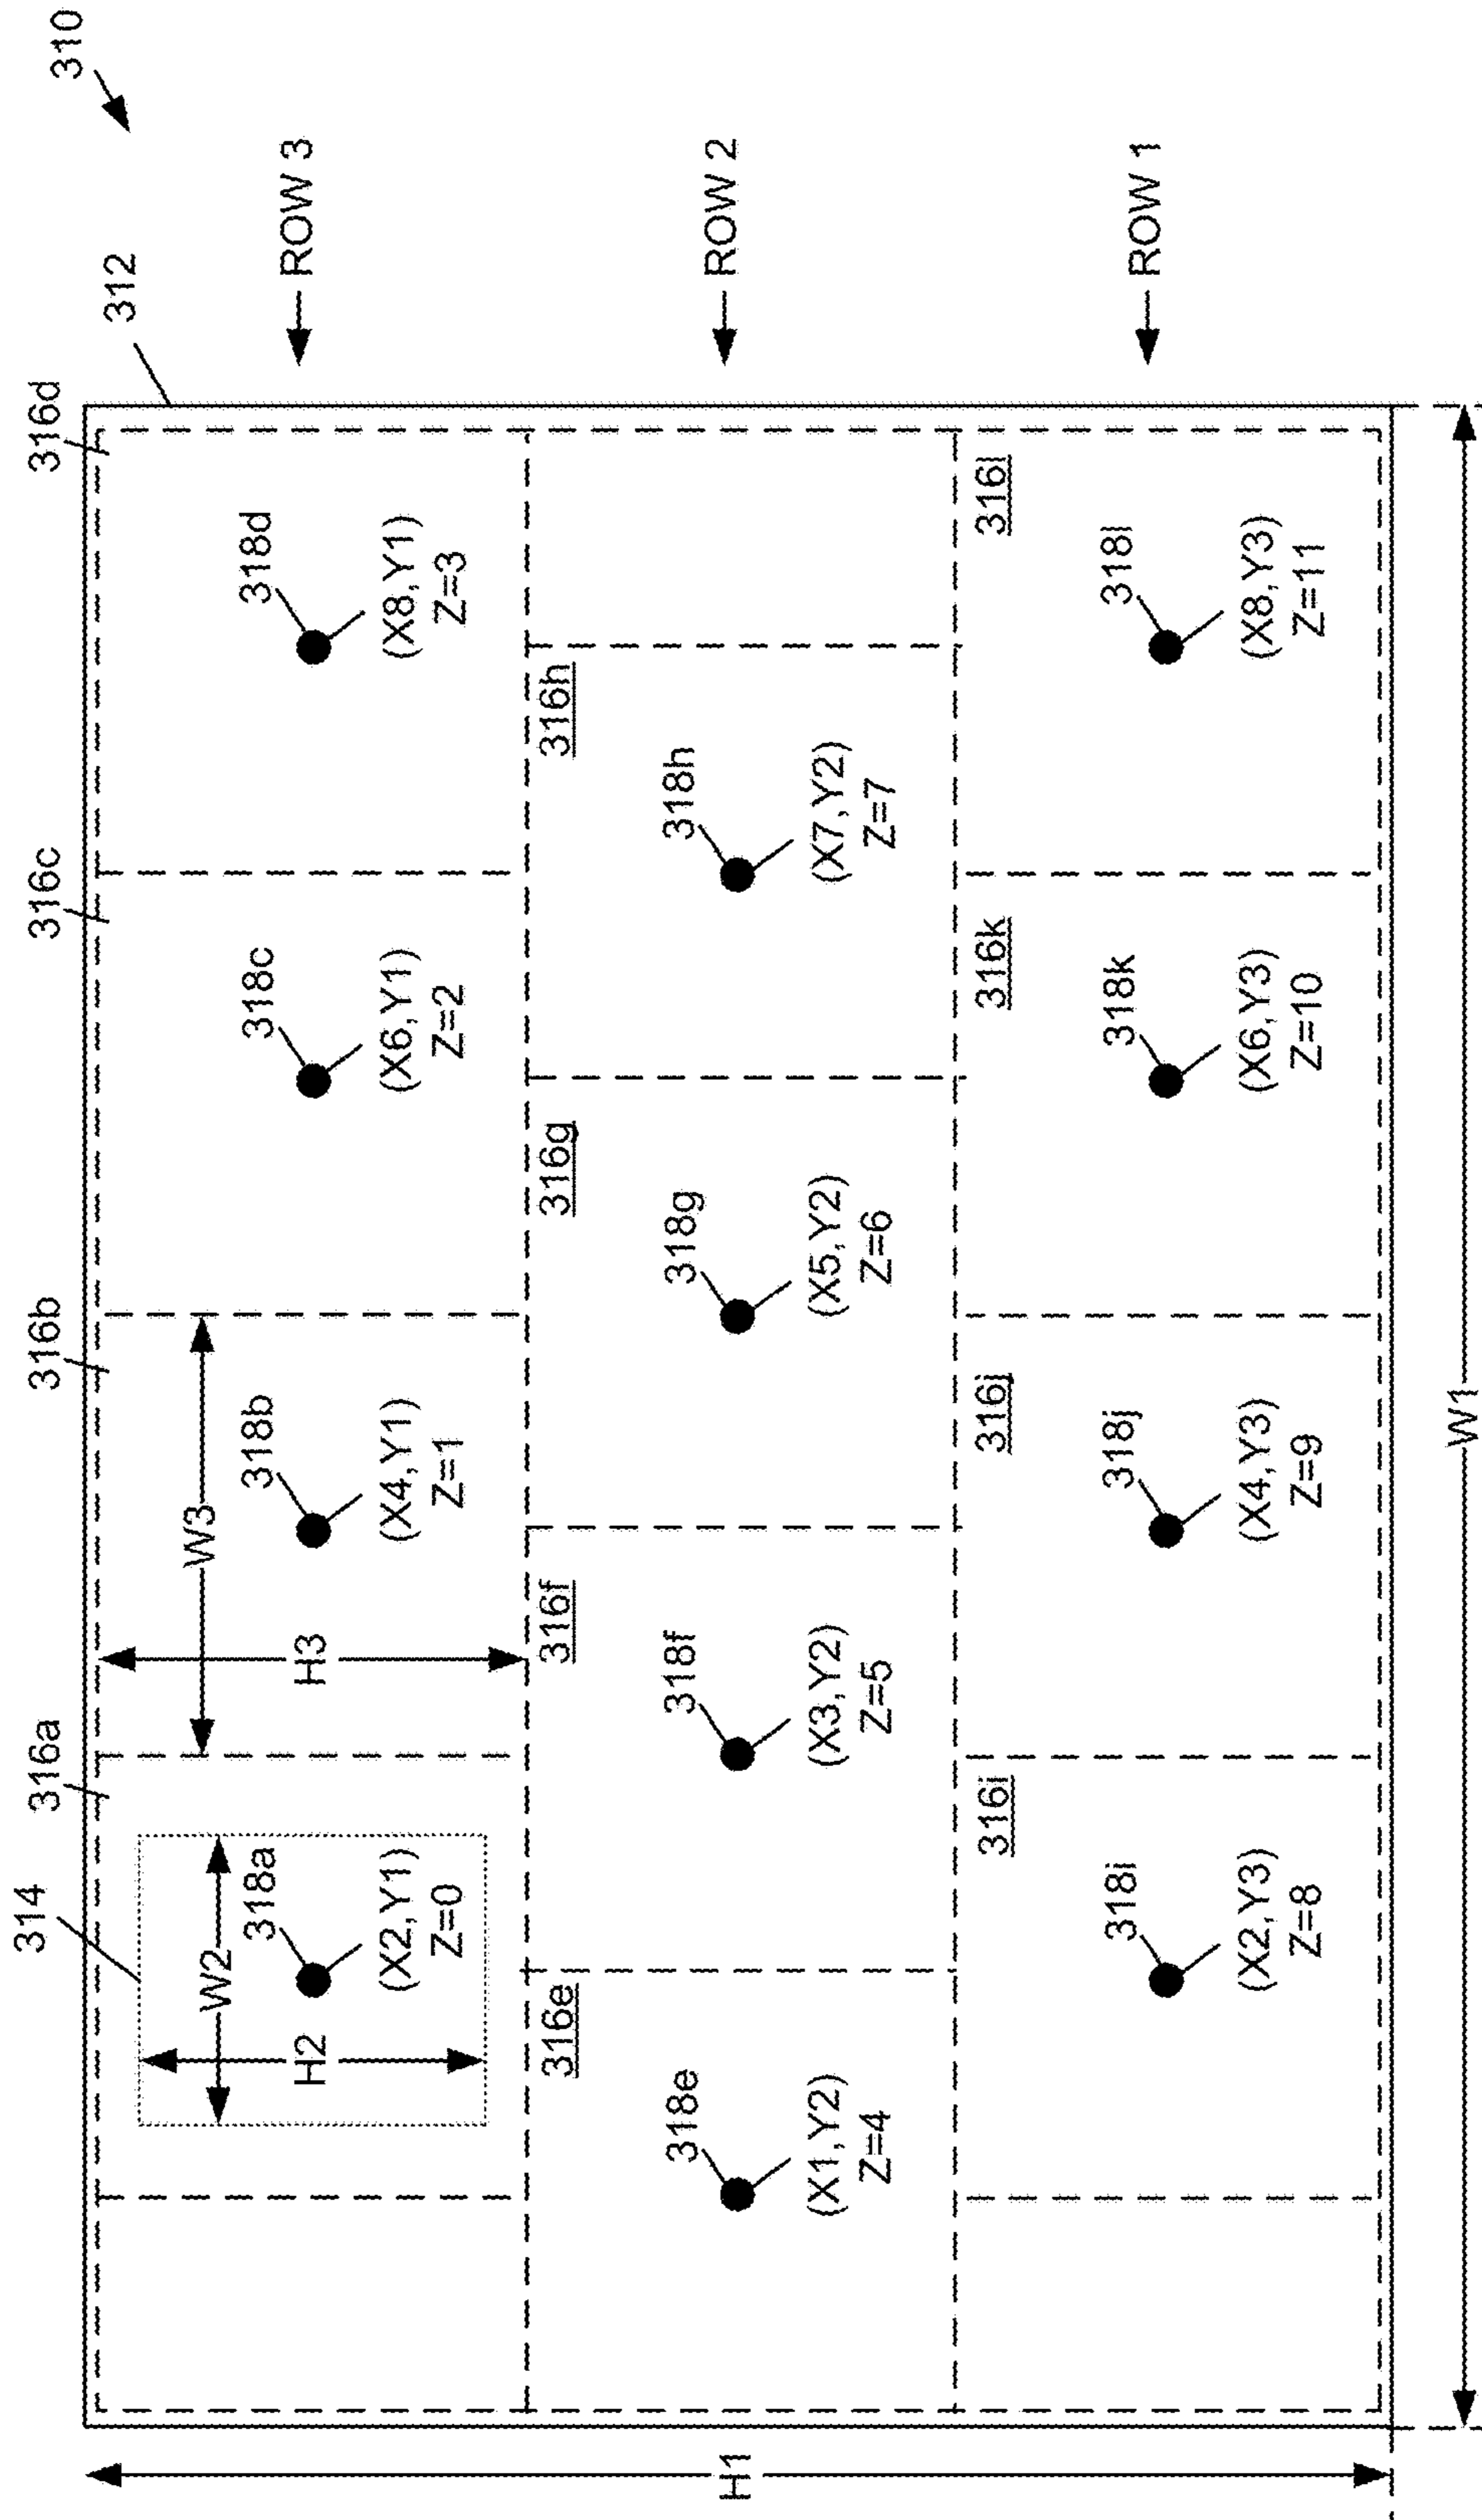 310
314
316a
316b
316c
316d
312
W2
W3
318a
318b
318c
318d
H2
H3
ROW 3
(X2,Y1)
Z=0
(X4,Y1)
Z=1
(X6,Y1)
Z=2
(X8,Y1)
Z=3
316e
316f
316g
316h
318e
318f
318g
318h
H1
ROW 2
(X1,Y2)
Z=4
(X3,Y2)
Z=5
(X5,Y2)
Z=6
(X7,Y2)
Z=7
316i
316j
316k
316l
318i
318j
318k
318l
ROW 1
(X2,Y3)
Z=8
(X4,Y3)
Z=9
(X6,Y3)
Z=10
(X8,Y3)
Z=11
W1